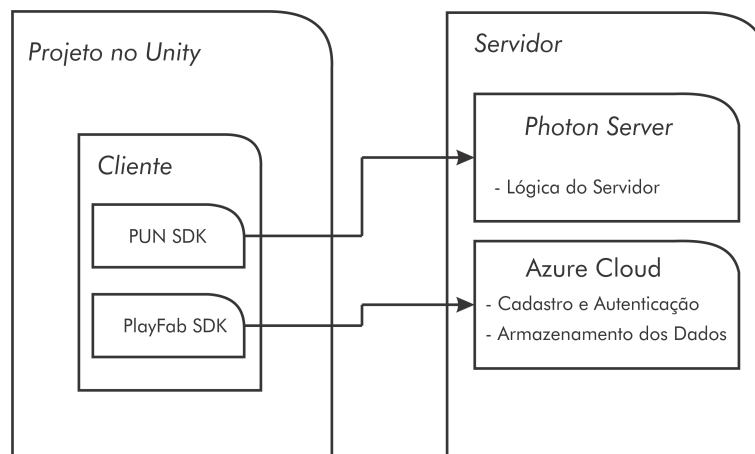 Projeto no Unity
Cliente
PUN SDK
PlayFab SDK
Servidor
Photon Server
- Lógica do Servidor
Azure Cloud
- Cadastro e Autenticação
- Armazenamento dos Dados